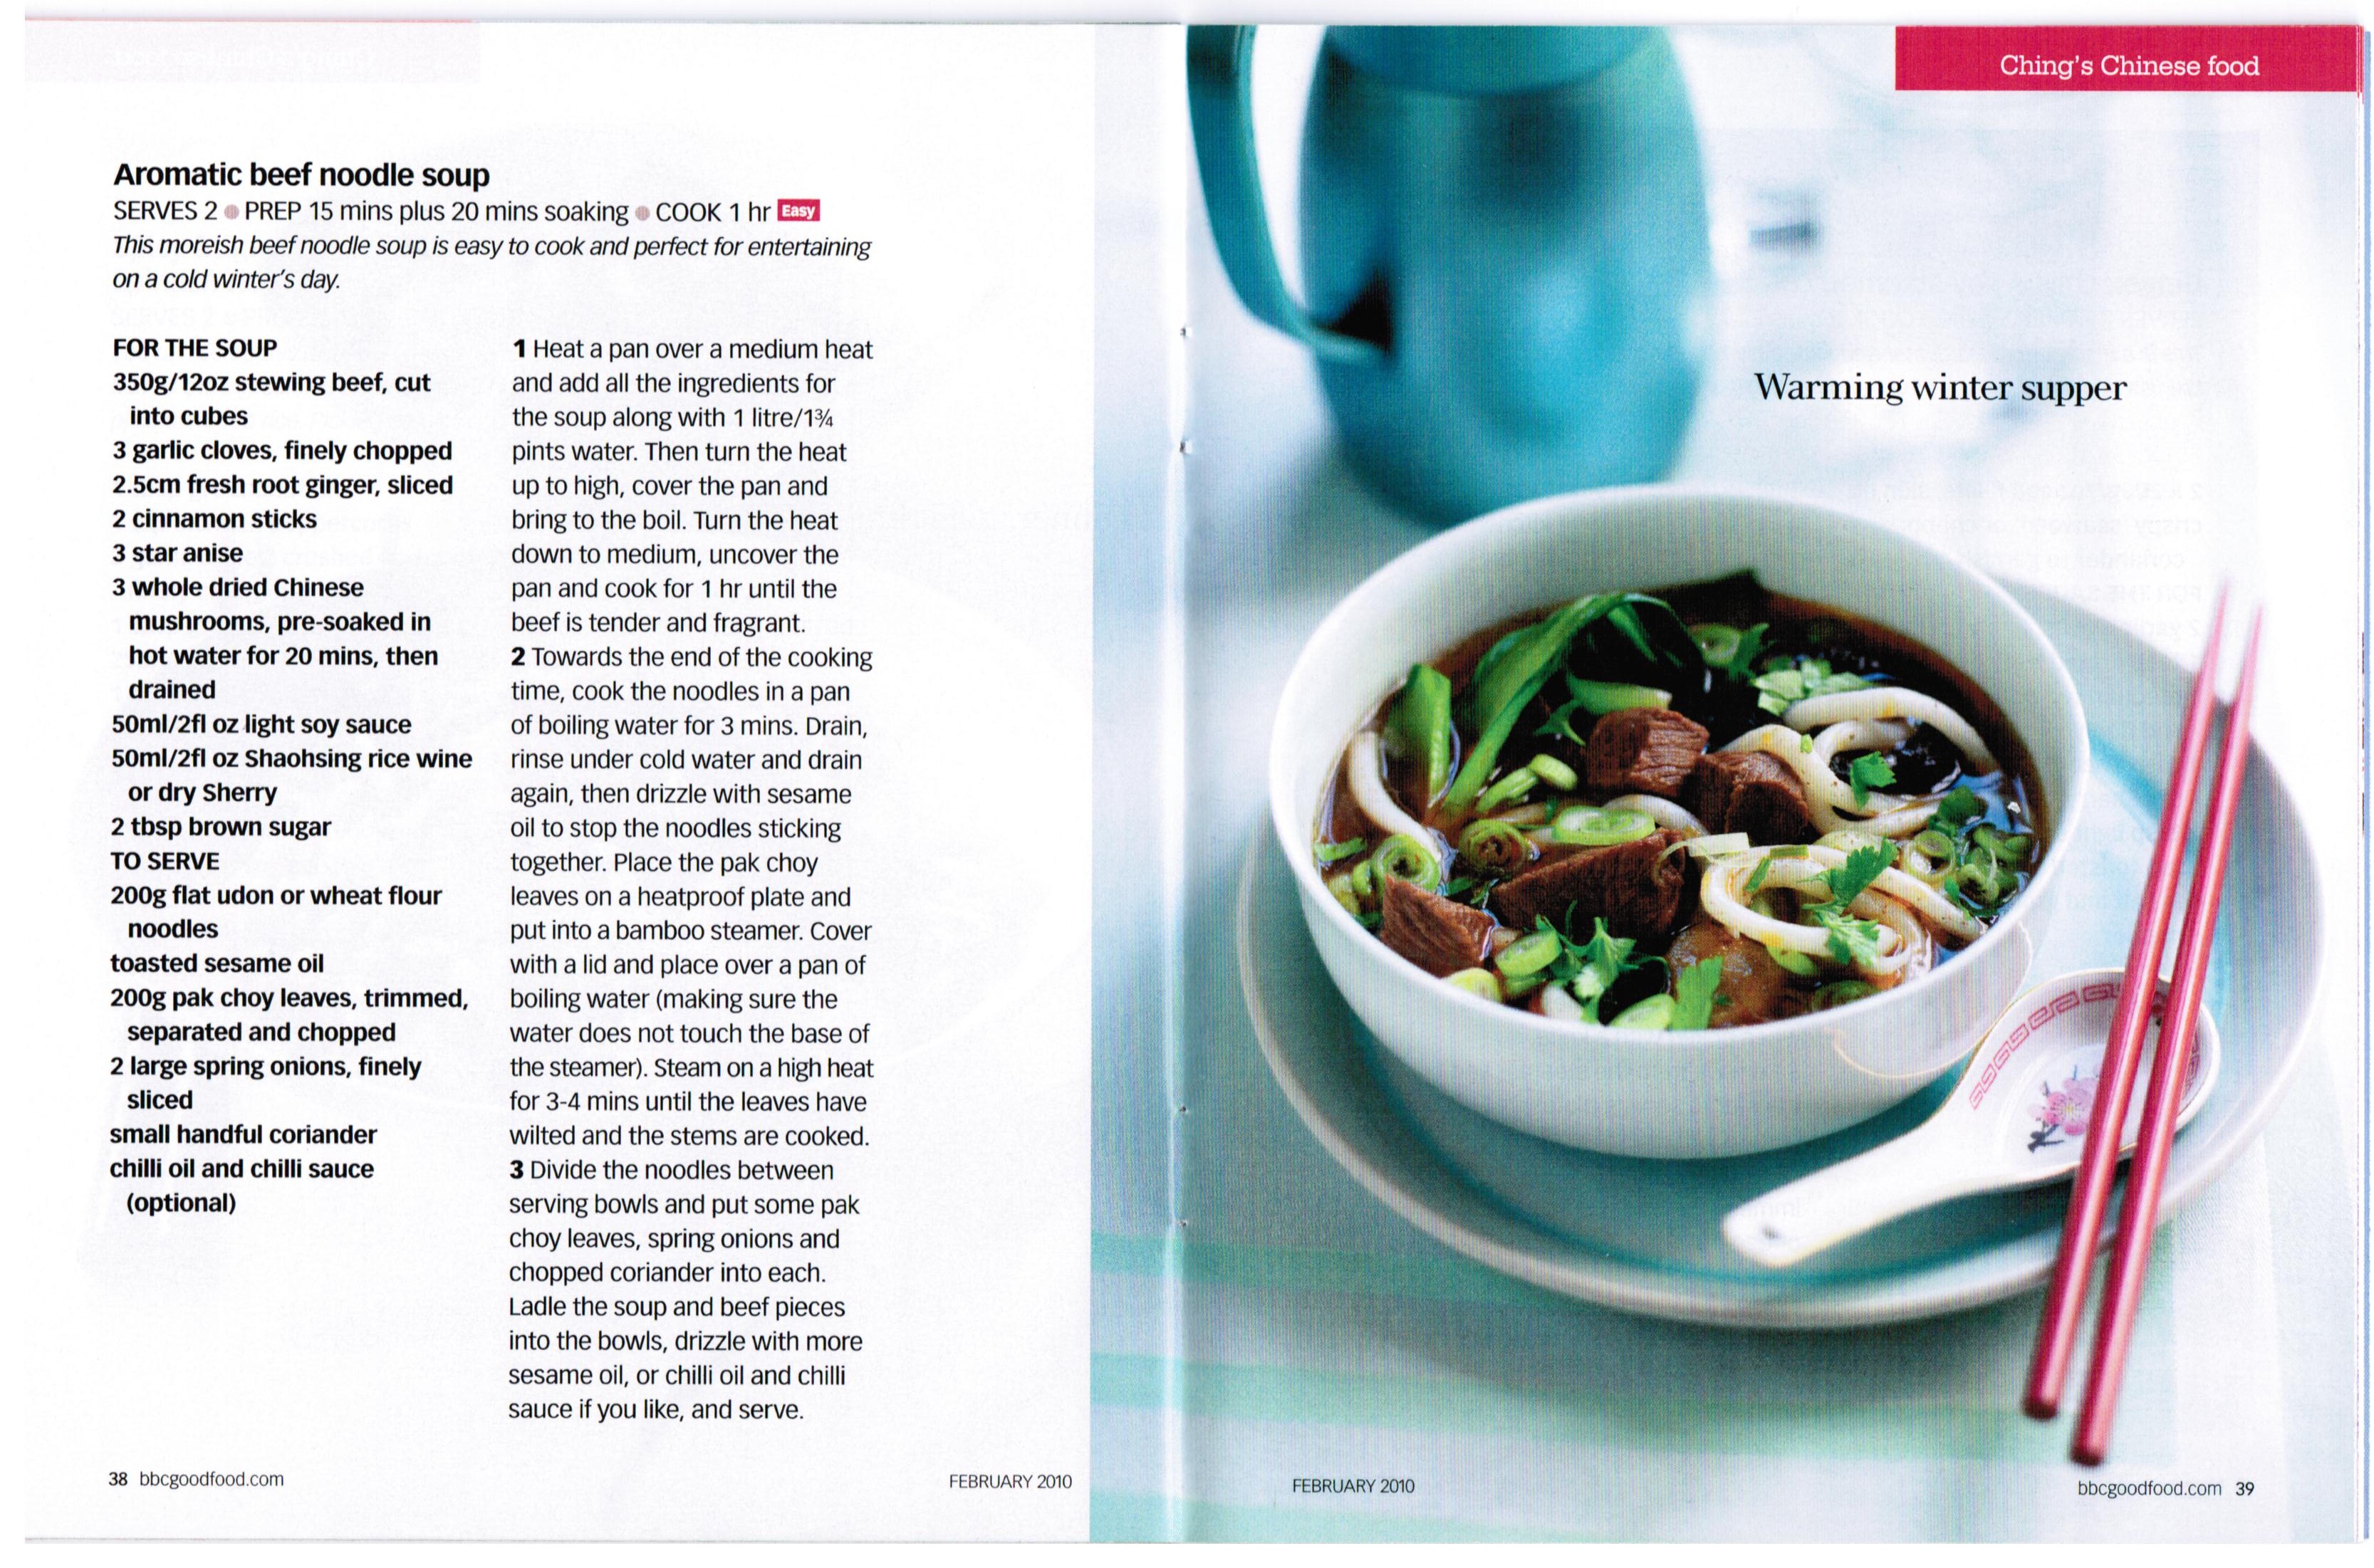 Aromatic beef noodle soup
SERVES 2 ● PREP 15 mins plus 20 mins soaking ● COOK 1 hr Easy
This moreish beef noodle soup is easy to cook and perfect for entertaining
on a cold winter's day.
FOR THE SOUP
350g/12oz stewing beef, cut
into cubes
3 garlic cloves, finely chopped
2.5cm fresh root ginger, sliced
2 cinnamon sticks
3 star anise
3 whole dried Chinese
mushrooms, pre-soaked in
hot water for 20 mins, then
drained
50ml/2fl oz light soy sauce
50ml/2fl oz Shaohsing rice wine
or dry Sherry
2 tbsp brown sugar
TO SERVE
200g flat udon or wheat flour
noodles
toasted sesame oil
200g pak choy leaves, trimmed,
separated and chopped
2 large spring onions, finely
sliced
small handful coriander
chilli oil and chilli sauce
(optional)
1 Heat a pan over a medium heat
and add all the ingredients for
the soup along with 1 litre/1¾
pints water. Then turn the heat
up to high, cover the pan and
bring to the boil. Turn the heat
down to medium, uncover the
pan and cook for 1 hr until the
beef is tender and fragrant.
2 Towards the end of the cooking
time, cook the noodles in a pan
of boiling water for 3 mins. Drain,
rinse under cold water and drain
again, then drizzle with sesame
oil to stop the noodles sticking
together. Place the pak choy
leaves on a heatproof plate and
put into a bamboo steamer. Cover
with a lid and place over a pan of
boiling water (making sure the
water does not touch the base of
the steamer). Steam on a high heat
for 3-4 mins until the leaves have
wilted and the stems are cooked.
3 Divide the noodles between
serving bowls and put some pak
choy leaves, spring onions and
chopped coriander into each.
Ladle the soup and beef pieces
into the bowls, drizzle with more
sesame oil, or chilli oil and chilli
sauce if you like, and serve.
38 bbcgoodfood.com
FEBRUARY 2010
Ching's Chinese food
Warming winter supper
FEBRUARY 2010
bbcgoodfood.com 39